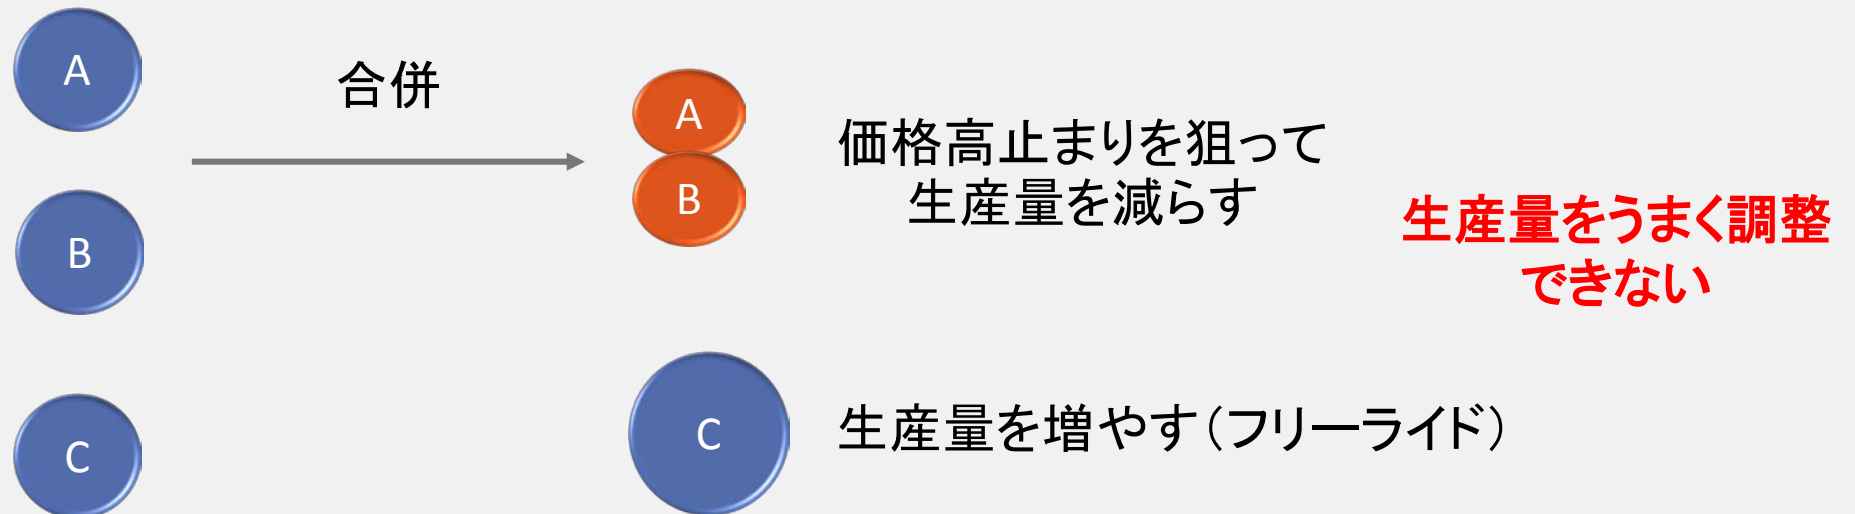 A
合併
A
価格高止まりを狙って
B
生産量を減らす
生産量をうまく調整
できない
B
C
C
生産量を増やす（フリーライド）